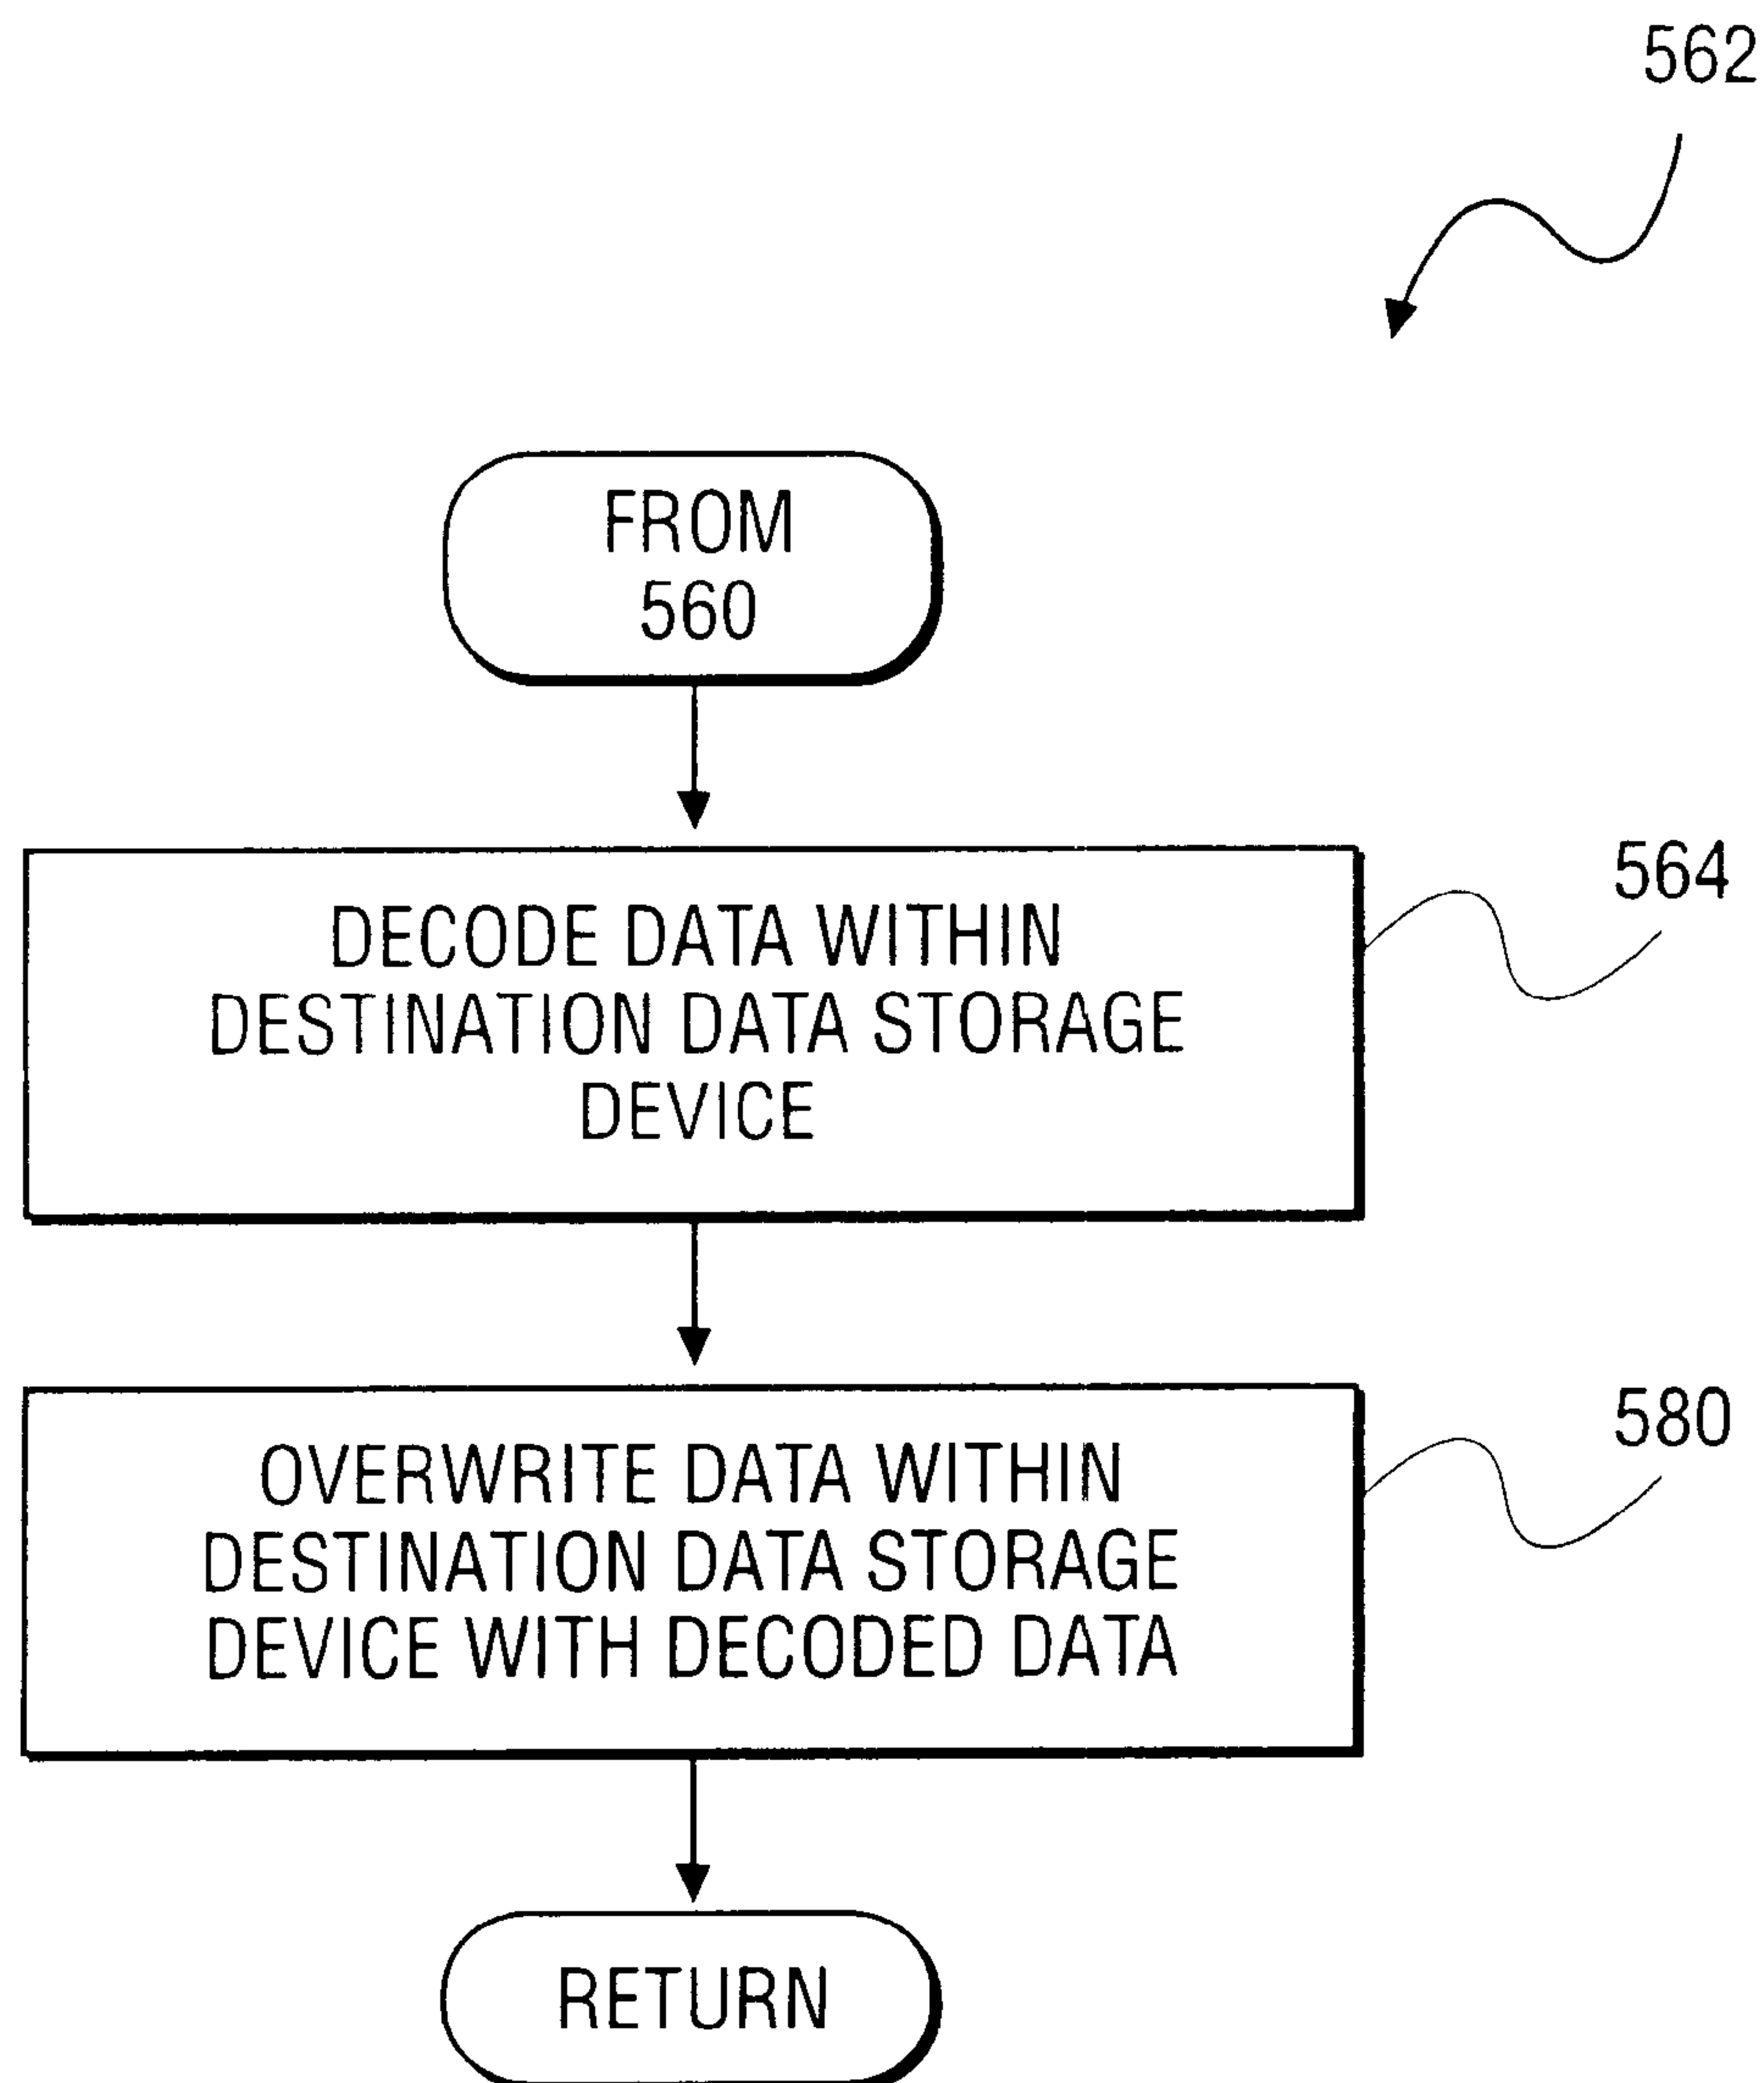 562
FROM
560
DECODE DATA WITHIN
DESTINATION DATA STORAGE
DEVICE
564
OVERWRITE DATA WITHIN
DESTINATION DATA STORAGE
DEVICE WITH DECODED DATA
580
RETURN